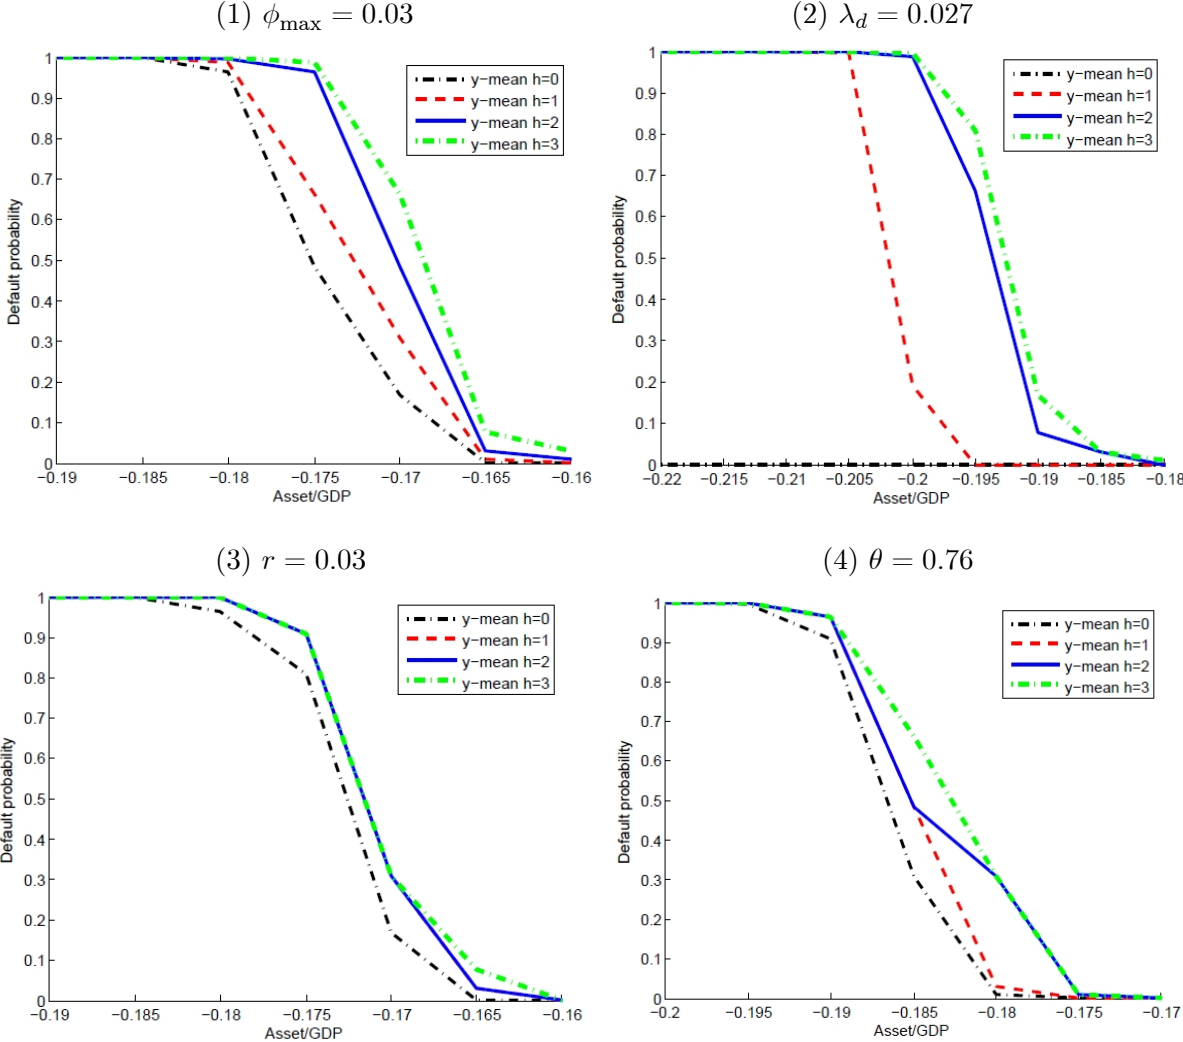 (1) ϕmax = 0.03
1
0.9
0.8
0.7
0.6
0.5
0.4
0.3
0.2
0.1
0
Default probability
−0.19 −0.185 −0.18 −0.175 −0.17 −0.165 −0.16
Asset/GDP
y−mean h=0
y−mean h=1
y−mean h=2
y−mean h=3
(2) λd = 0.027
1
0.9
0.8
0.7
0.6
0.5
0.4
0.3
0.2
0.1
0
Default probability
−0.22 −0.215 −0.21 −0.205 −0.2 −0.195 −0.19 −0.185 −0.18
Asset/GDP
y−mean h=0
y−mean h=1
y−mean h=2
y−mean h=3
(3) r = 0.03
1
0.9
0.8
0.7
0.6
0.5
0.4
0.3
0.2
0.1
0
Default probability
−0.19 −0.185 −0.18 −0.175 −0.17 −0.165 −0.16
Asset/GDP
y−mean h=0
y−mean h=1
y−mean h=2
y−mean h=3
(4) θ = 0.76
1
0.9
0.8
0.7
0.6
0.5
0.4
0.3
0.2
0.1
0
Default probability
−0.2 −0.195 −0.19 −0.185 −0.18 −0.175 −0.17
Asset/GDP
y−mean h=0
y−mean h=1
y−mean h=2
y−mean h=3